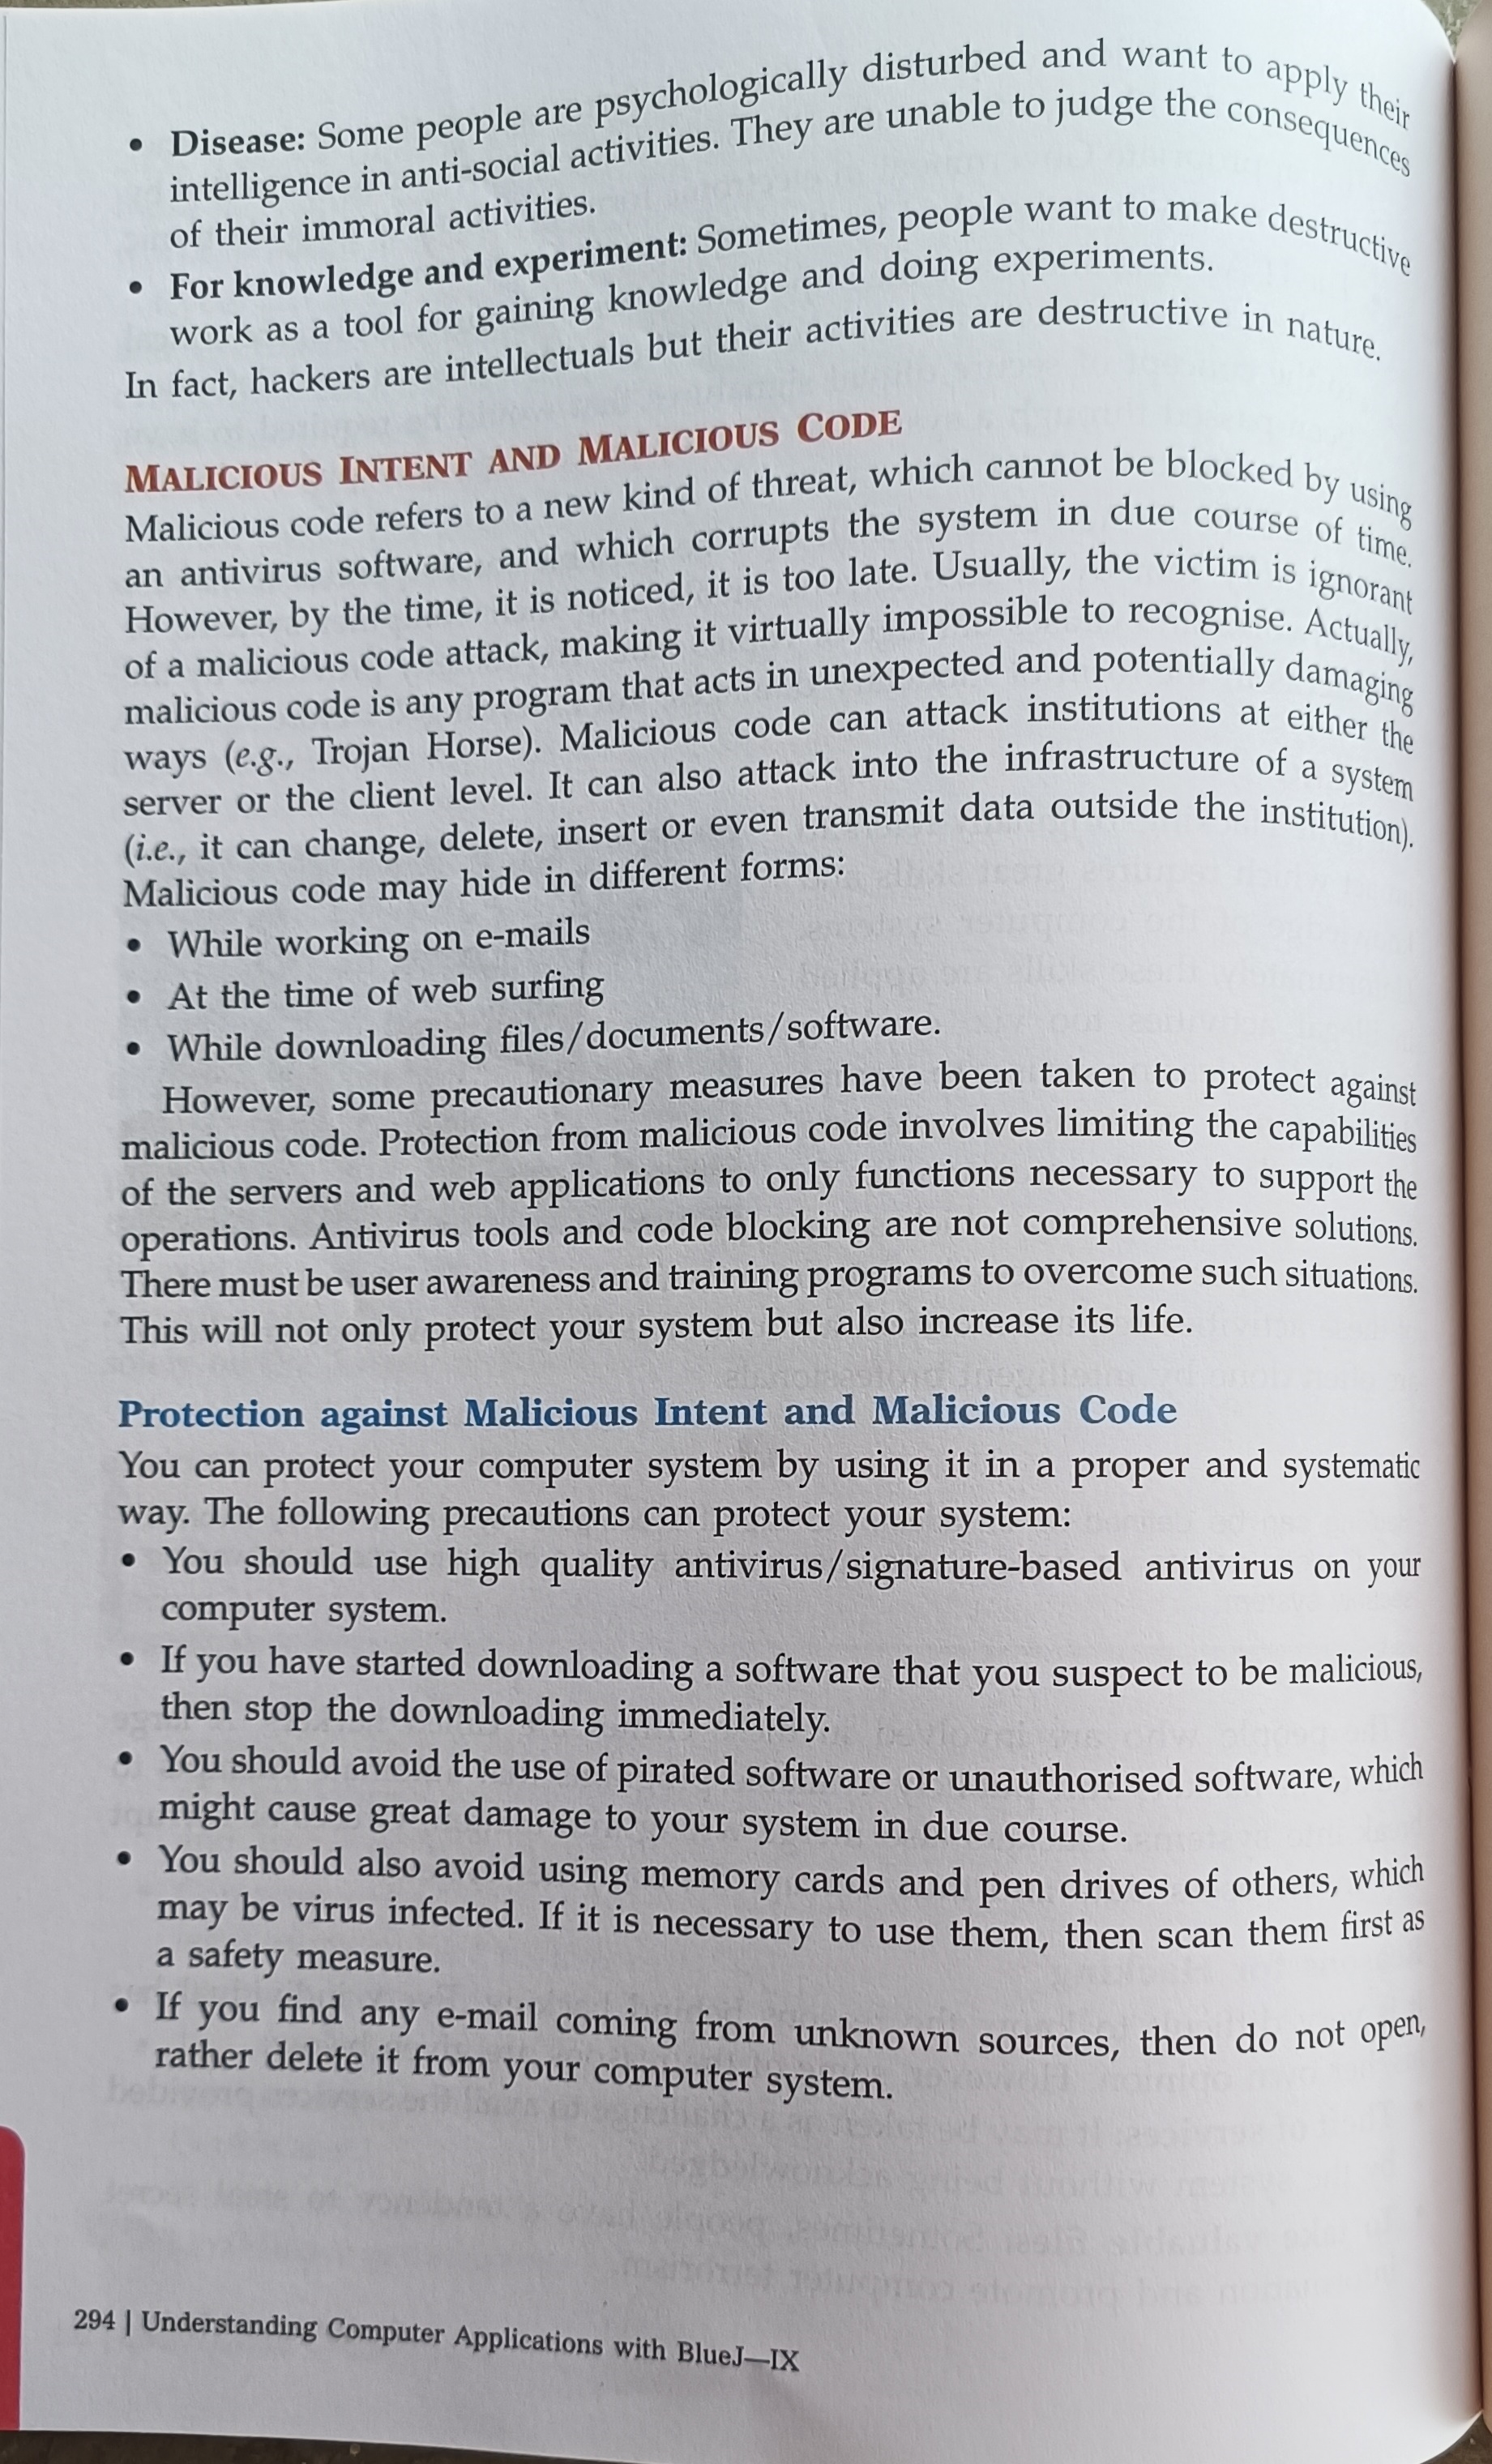 • Disease: Some people are psychologically disturbed and want to apply their
intelligence in anti-social activities. They are unable to judge the consequences
of their immoral activities.
• For knowledge and experiment: Sometimes, people want to make destructive
work as a tool for gaining knowledge and doing experiments.
In fact, hackers are intellectuals but their activities are destructive in nature.
MALICIOUS INTENT AND MALICIOUS CODE
Malicious code refers to a new kind of threat, which cannot be blocked by using
an antivirus software, and which corrupts the system in due course of time.
However, by the time, it is noticed, it is too late. Usually, the victim is ignorant
of a malicious code attack, making it virtually impossible to recognise. Actually,
malicious code is any program that acts in unexpected and potentially damaging
ways (e.g., Trojan Horse). Malicious code can attack institutions at either the
server or the client level. It can also attack into the infrastructure of a system
(i.e., it can change, delete, insert or even transmit data outside the institution).
Malicious code may hide in different forms:
• While working on e-mails
• At the time of web surfing
• While downloading files/documents/software.
However, some precautionary measures have been taken to protect against
malicious code. Protection from malicious code involves limiting the capabilities
of the servers and web applications to only functions necessary to support the
operations. Antivirus tools and code blocking are not comprehensive solutions.
There must be user awareness and training programs to overcome such situations.
This will not only protect your system but also increase its life.
Protection against Malicious Intent and Malicious Code
You can protect your computer system by using it in a proper and systematic
way. The following precautions can protect your system:
• You should use high quality antivirus/signature-based antivirus on your
computer system.
• If you have started downloading a software that you suspect to be malicious,
then stop the downloading immediately.
• You should avoid the use of pirated software or unauthorised software, which
might cause great damage to your system in due course.
• You should also avoid using memory cards and pen drives of others, which
may be virus infected. If it is necessary to use them, then scan them first as
a safety measure.
• If you find any e-mail coming from unknown sources, then do not open,
rather delete it from your computer system.
294 | Understanding Computer Applications with BlueJ—IX